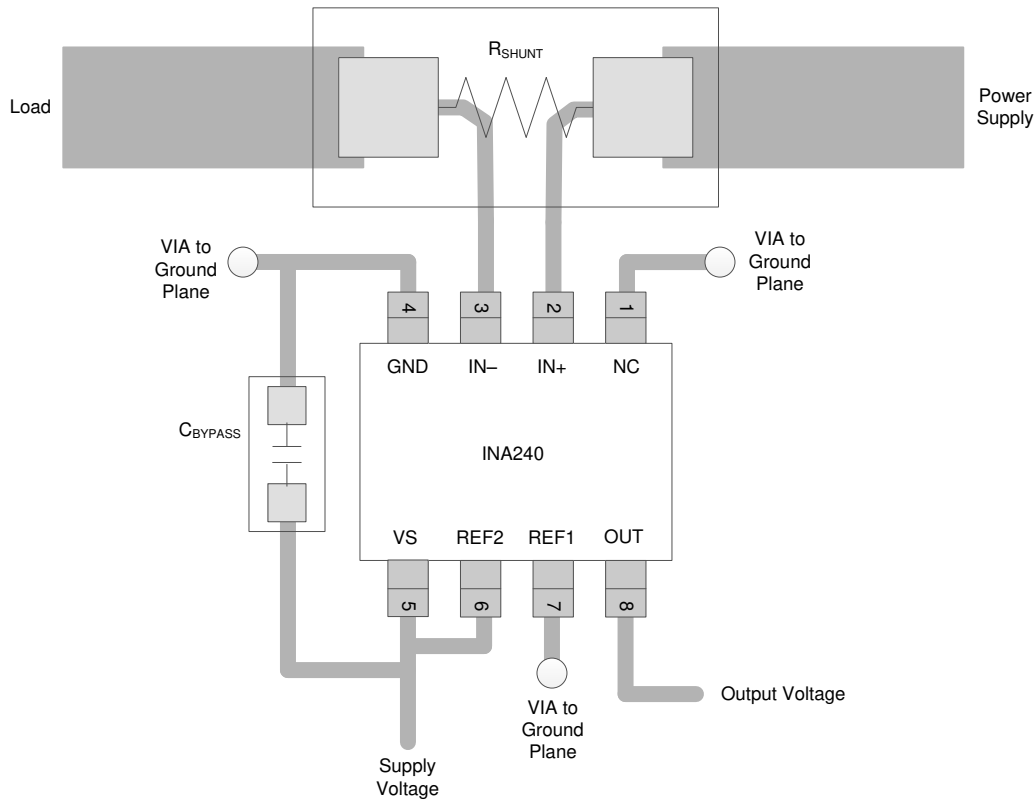 R_SHUNT
Load
Power
Supply
VIA to
Ground
Plane
VIA to
Ground
Plane
4
3
2
1
GND
IN–
IN+
NC
C_BYPASS
INA240
VS
REF2
REF1
OUT
5
6
7
8
Output Voltage
VIA to
Ground
Plane
Supply
Voltage